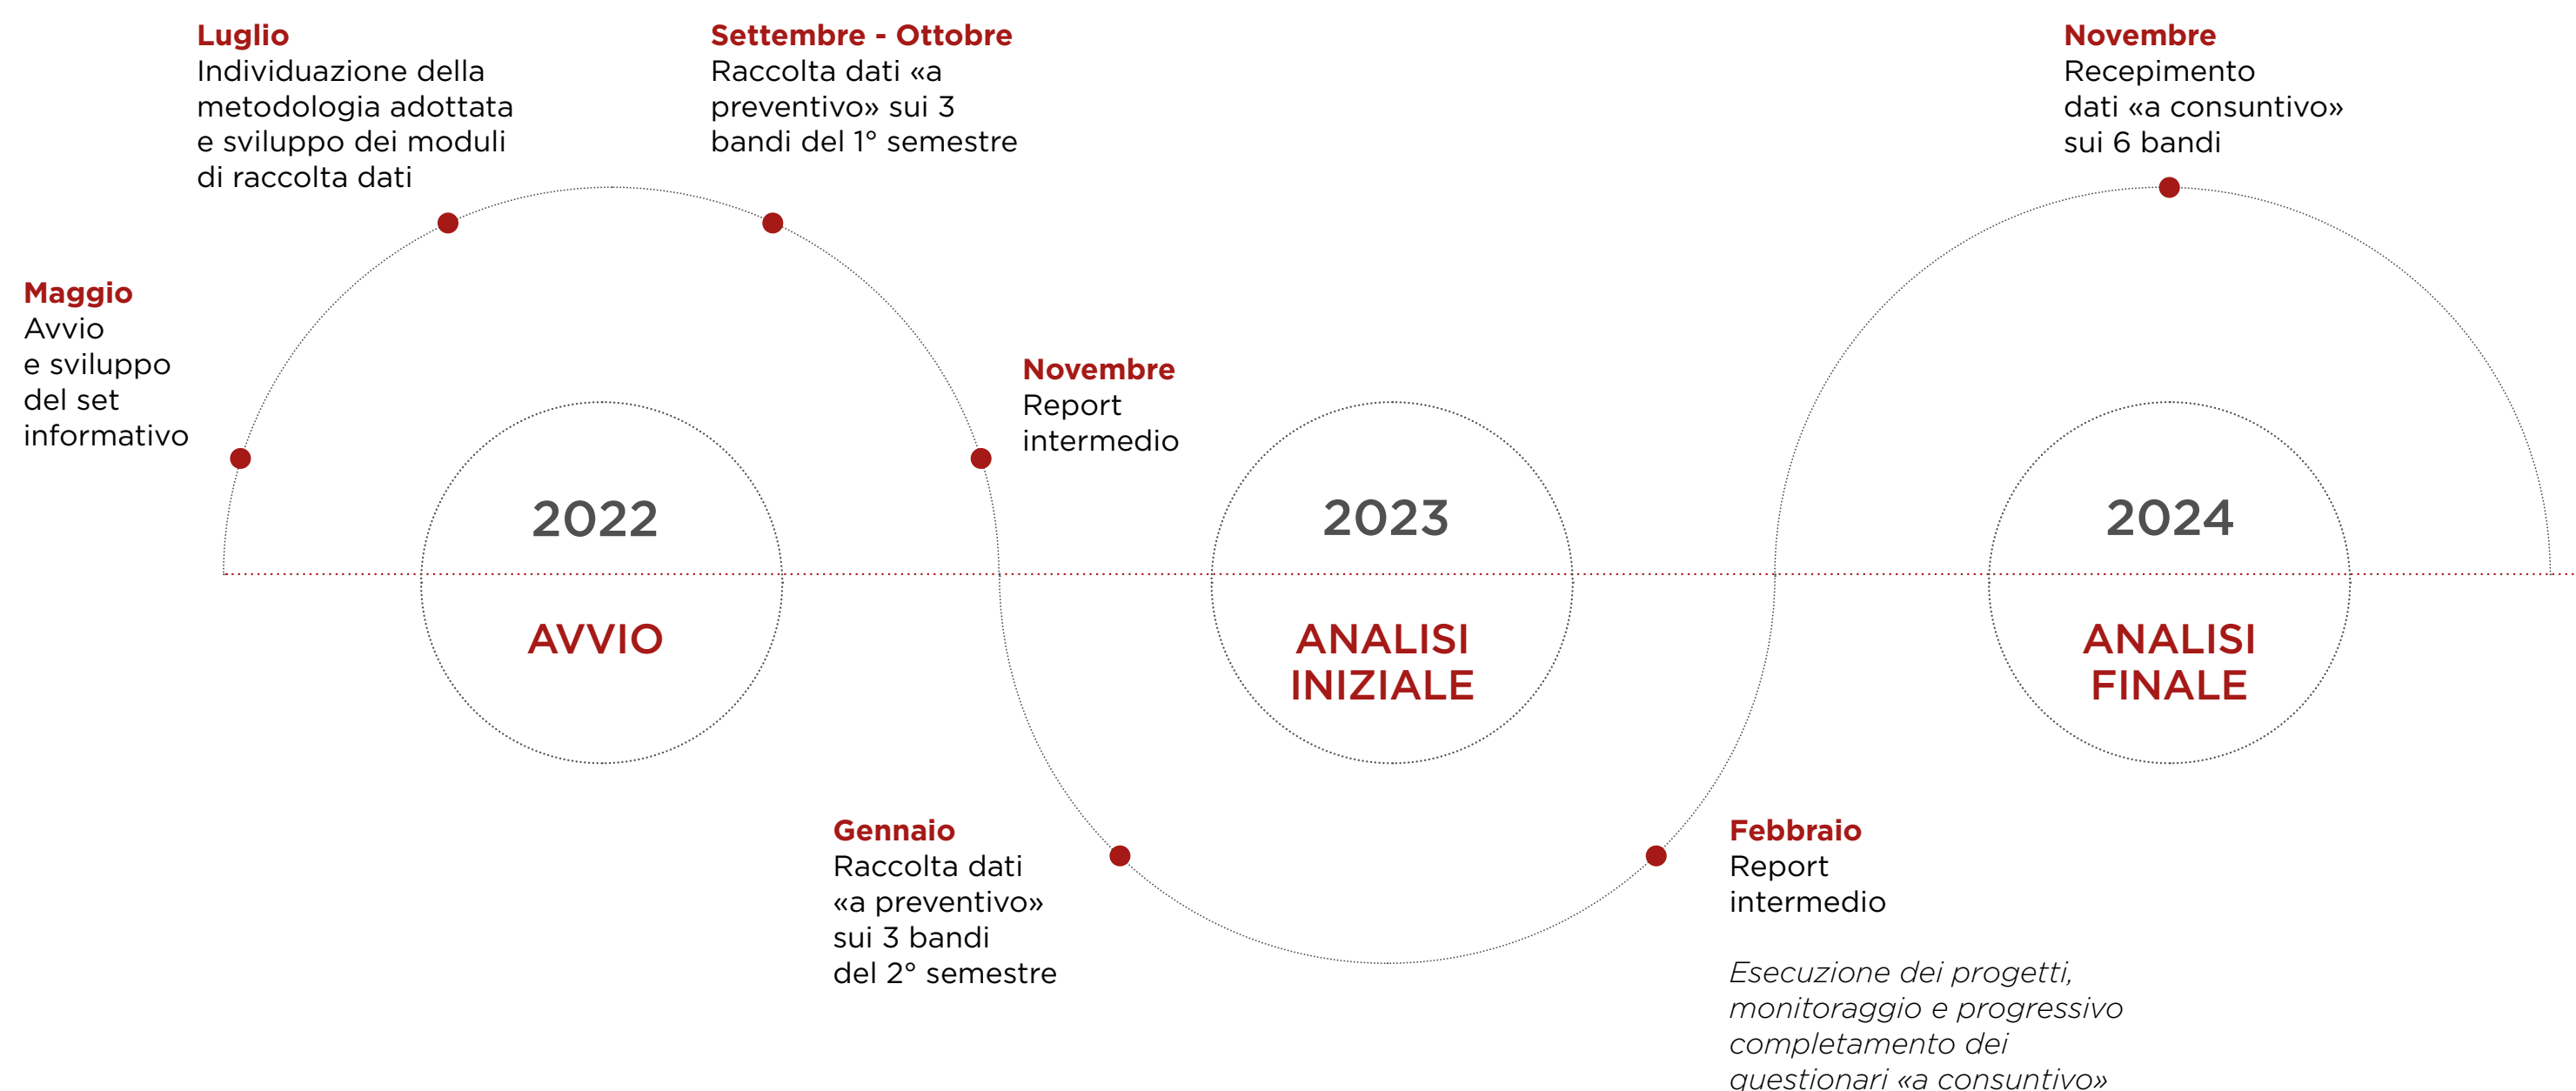 Luglio
Individuazione della
metodologia adottata
e sviluppo dei moduli
di raccolta dati
Settembre - Ottobre
Raccolta dati «a
preventivo» sui 3
bandi del 1° semestre
Novembre
Recepimento
dati «a consuntivo»
sui 6 bandi
Maggio
Avvio
e sviluppo
del set
informativo
Novembre
Report
intermedio
2022
AVVIO
2023
ANALISI
INIZIALE
2024
ANALISI
FINALE
Gennaio
Raccolta dati
«a preventivo»
sui 3 bandi
del 2° semestre
Febbraio
Report
intermedio
Esecuzione dei progetti,
monitoraggio e progressivo
completamento dei
questionari «a consuntivo»